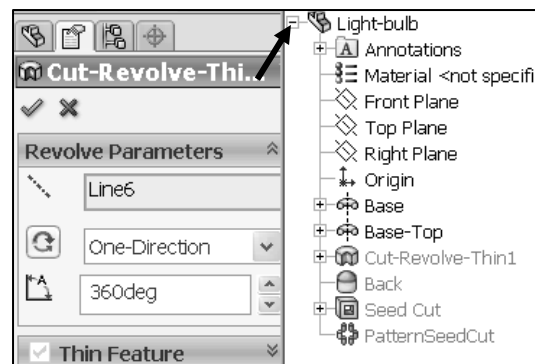 Cut-Revolve-Thi...
Revolve Parameters
Line6
One-Direction
A
360deg
Thin Feature
Light-bulb
A Annotations
Material <not specifi
Front Plane
Top Plane
Right Plane
Origin
Base
Base-Top
Cut-Revolve-Thin1
Back
Seed Cut
PatternSeedCut